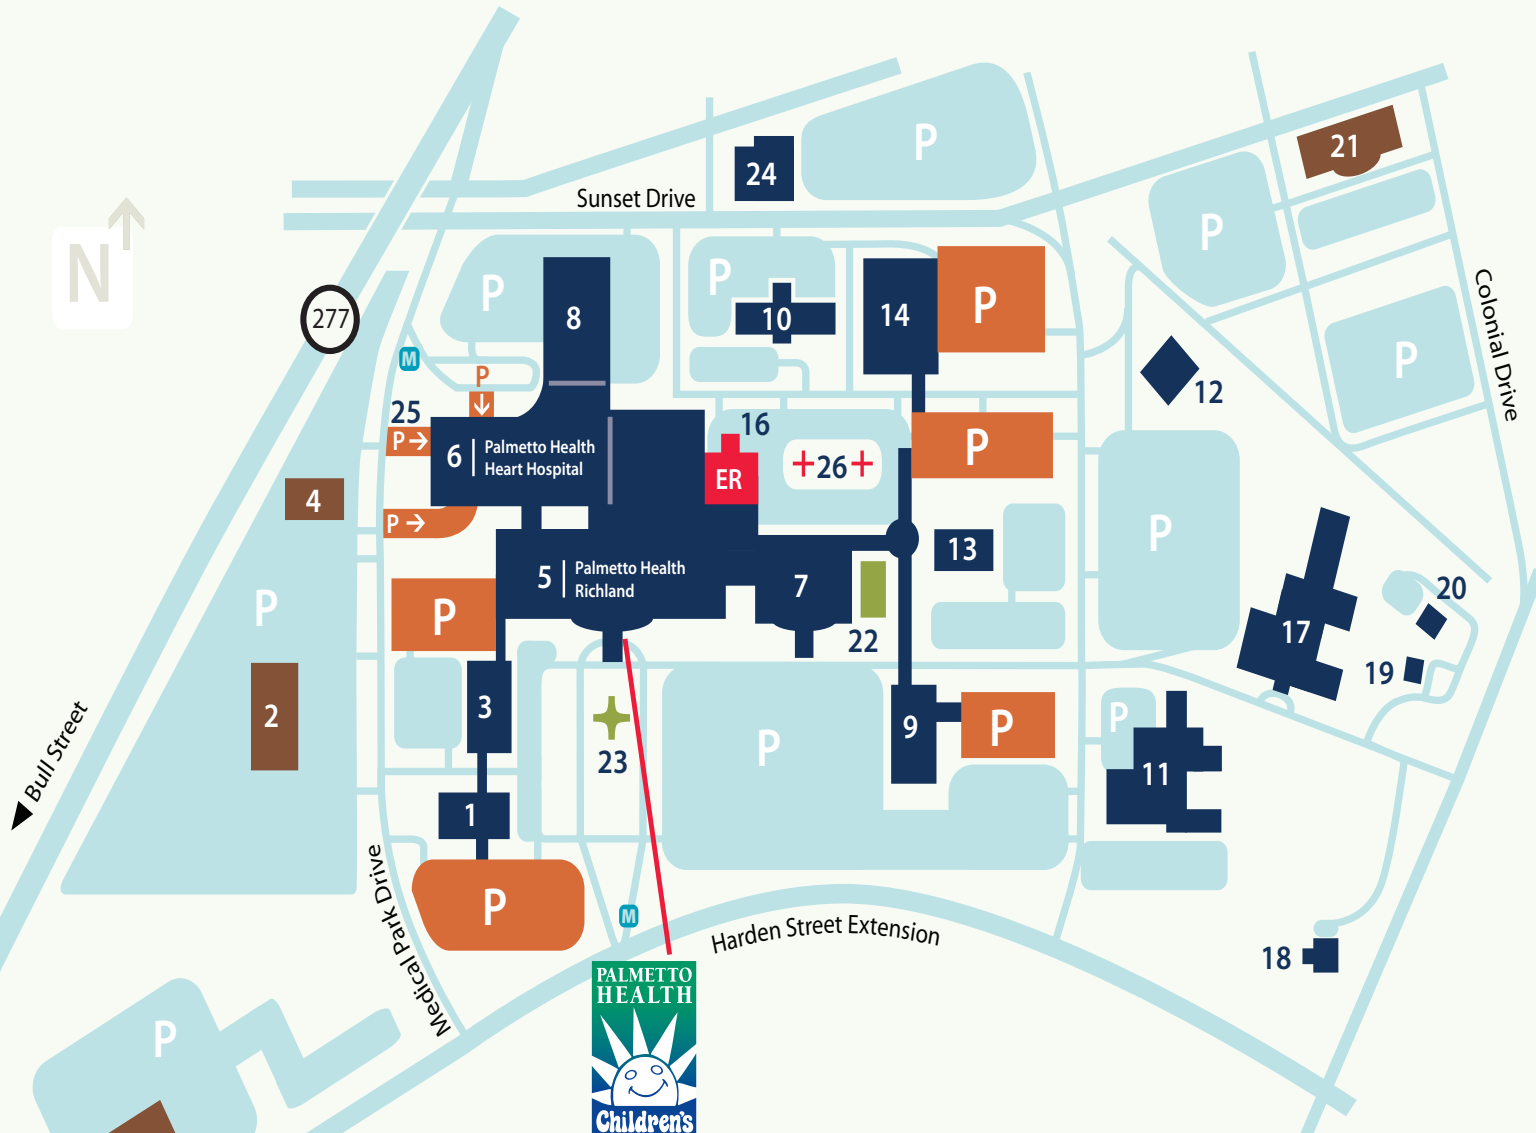 P
24
21
Sunset Drive
P
N
P
P
8
10
14
P
277
M
P
P
12
Colonial Drive
25
P
6
Palmetto Health
Heart Hospital
16
ER
26
P
4
P
P
13
5
Palmetto Health
Richland
7
P
P
22
20
17
19
2
3
23
P
9
P
P
11
Bull Street
1
P
M
Medical Park Drive
Harden Street Extension
18
PALMETTO
HEALTH
P
Children's